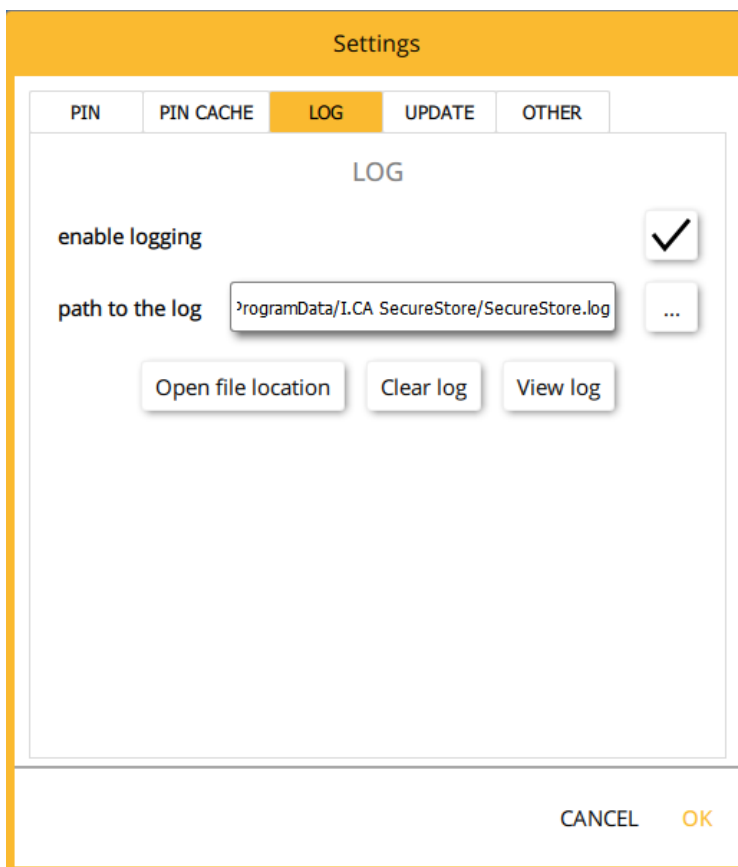 Settings
PIN PIN CACHE LOG UPDATE OTHER
LOG
enable logging
path to the log ProgramData/I.CA SecureStore/SecureStore.log ...
Open file location Clear log View log
CANCEL OK